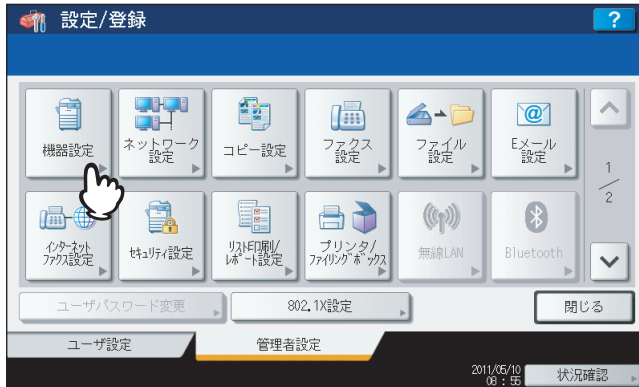 設定/登録
?
機器設定
ネットワーク
設定
コピー設定
ファクス
設定
ファイル
設定
@
Eメール
設定
1
2
インターネット
ファクス設定
セキュリティ設定
リスト印刷/
レポート設定
プリンタ/
ファイリングボックス
無線LAN
Bluetooth
ユーザパスワード変更
802.1X設定
閉じる
ユーザ設定
管理者設定
2011/05/10
08:55
状況確認